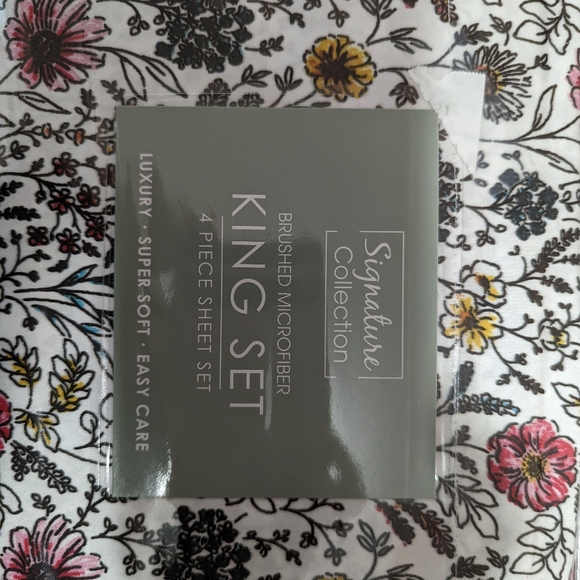 Signature
Collection
BRUSHED MICROFIBER
KING SET
4 PIECE SHEET SET
LUXURY · SUPER-SOFT · EASY CARE